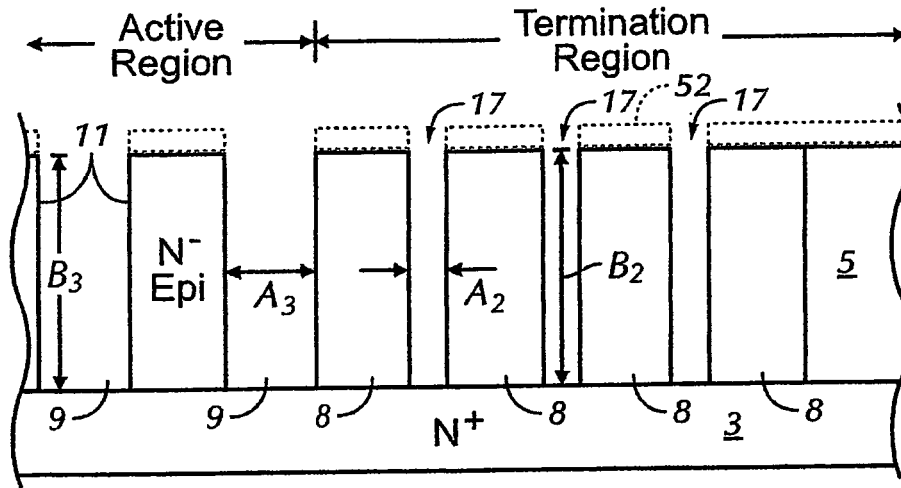 Active Region
Termination Region
17
17
52
17
11
N⁻
Epi
B₃
A₃
A₂
B₂
5
9
9
8
8
8
8
N⁺
3